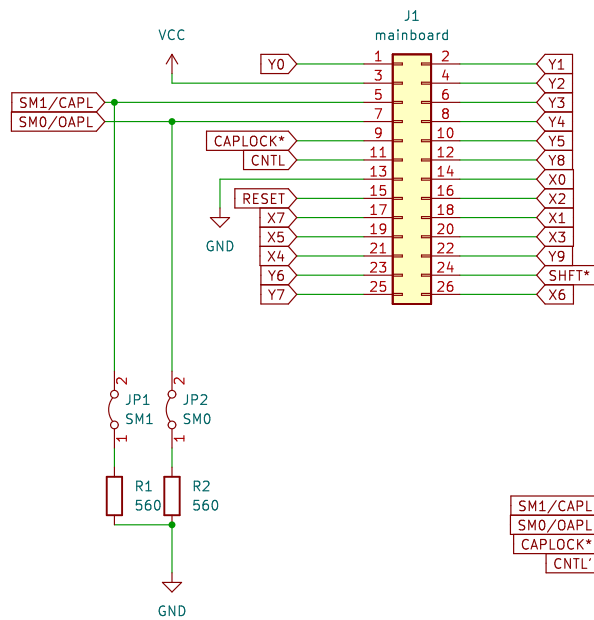 J1
mainboard
VCC
Y0 1 2 Y1
3 4 Y2
SM1/CAPL 5 6 Y3
SM0/OAPL 7 8 Y4
CAPLOCK* 9 10 Y5
CNTL 11 12 Y8
13 14 X0
RESET 15 16 X2
X7 17 18 X1
X5 19 20 X3
GND
X4 21 22 Y9
Y6 23 24 SHFT*
Y7 25 26 X6
2 2
JP1 JP2
SM1 SM0
1 1
R1 R2
560 560
SM1/CAPL
SM0/OAPL
CAPLOCK*
CNTL
GND